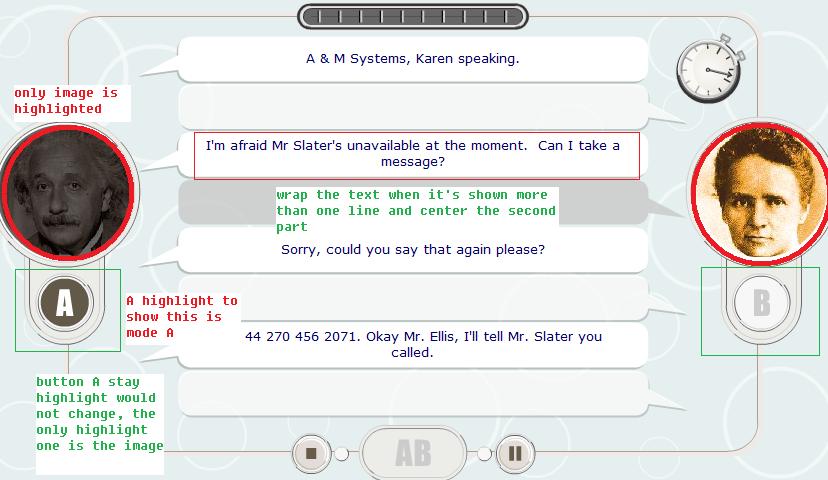 A & M Systems, Karen speaking.
only image is
highlighted
I'm afraid Mr Slater's unavailable at the moment.  Can I take a
message?
wrap the text when it's shown more
than one line and center the second
part
Sorry, could you say that again please?
A
B
A highlight to
show this is
mode A
44 270 456 2071. Okay Mr. Ellis, I'll tell Mr. Slater you
called.
button A stay
highlight would
not change, the
only highlight
one is the image
AB